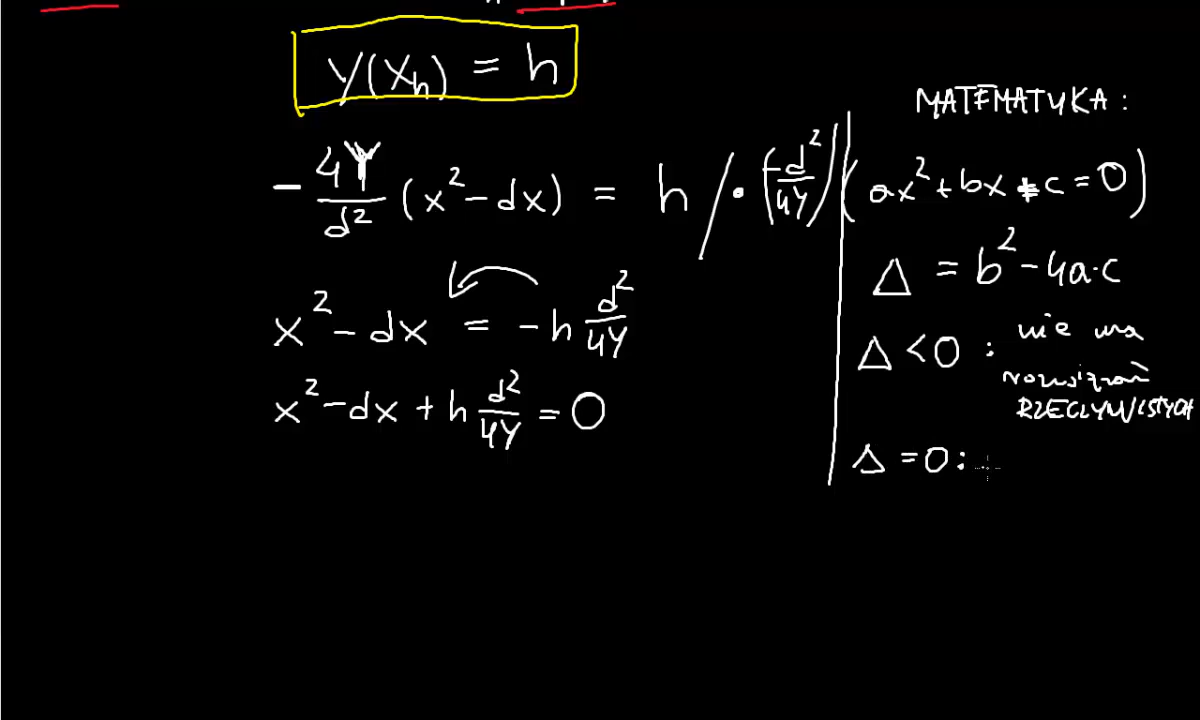 y(x_h) = h
-4Y/d² (x² - dx) = h / · (-d²/4Y)
x² - dx = -h d²/4Y
x² - dx + h d²/4Y = 0
MATEMATYKA:
(ax² + bx + c = 0)
Δ = b² - 4a·c
Δ < 0 : nie ma
rozwiązań
RZECZYWISTYCH
Δ = 0 :